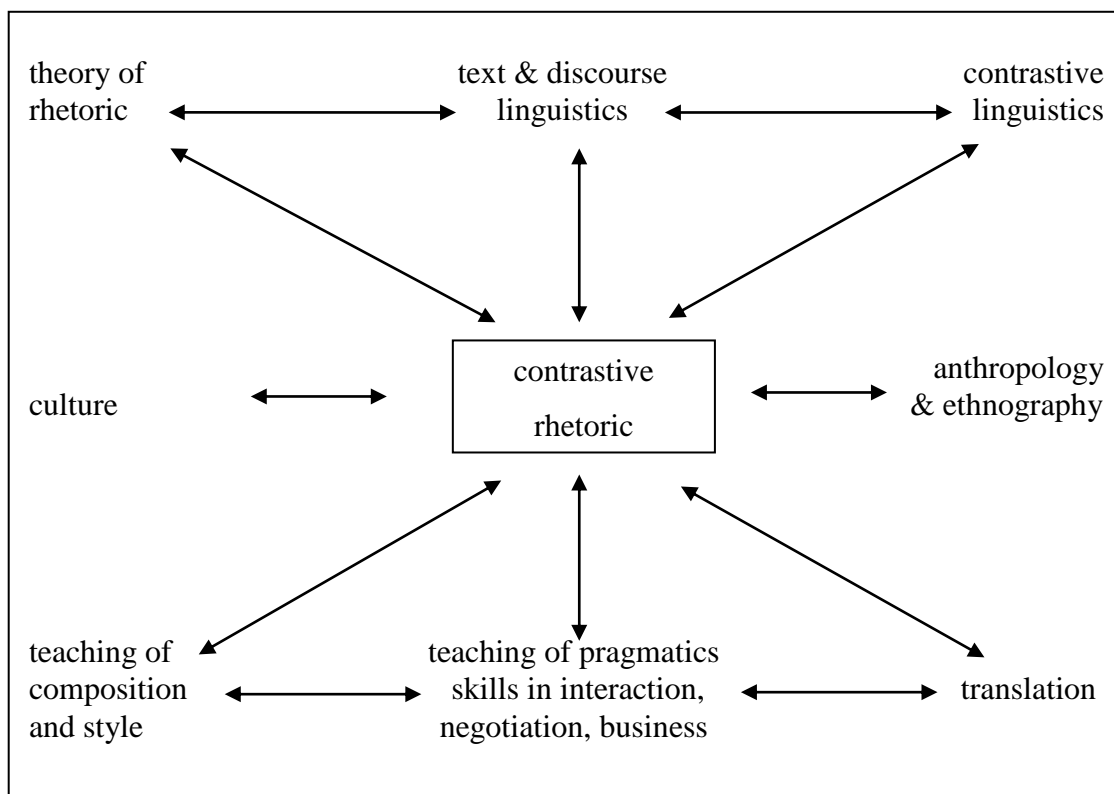 theory of
rhetoric
text & discourse
linguistics
contrastive
linguistics
culture
contrastive
rhetoric
anthropology
& ethnography
teaching of
composition
and style
teaching of pragmatics
skills in interaction,
negotiation, business
translation